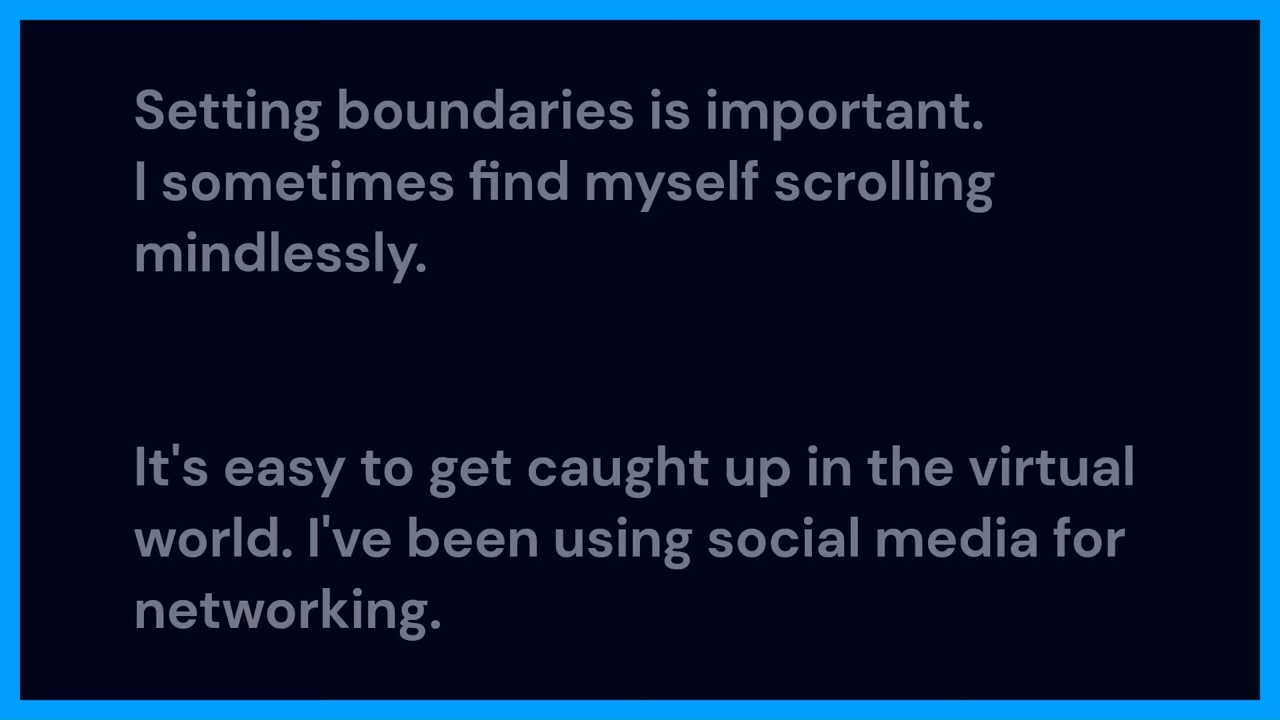 Setting boundaries is important.
I sometimes find myself scrolling
mindlessly.
It's easy to get caught up in the virtual
world. I've been using social media for
networking.